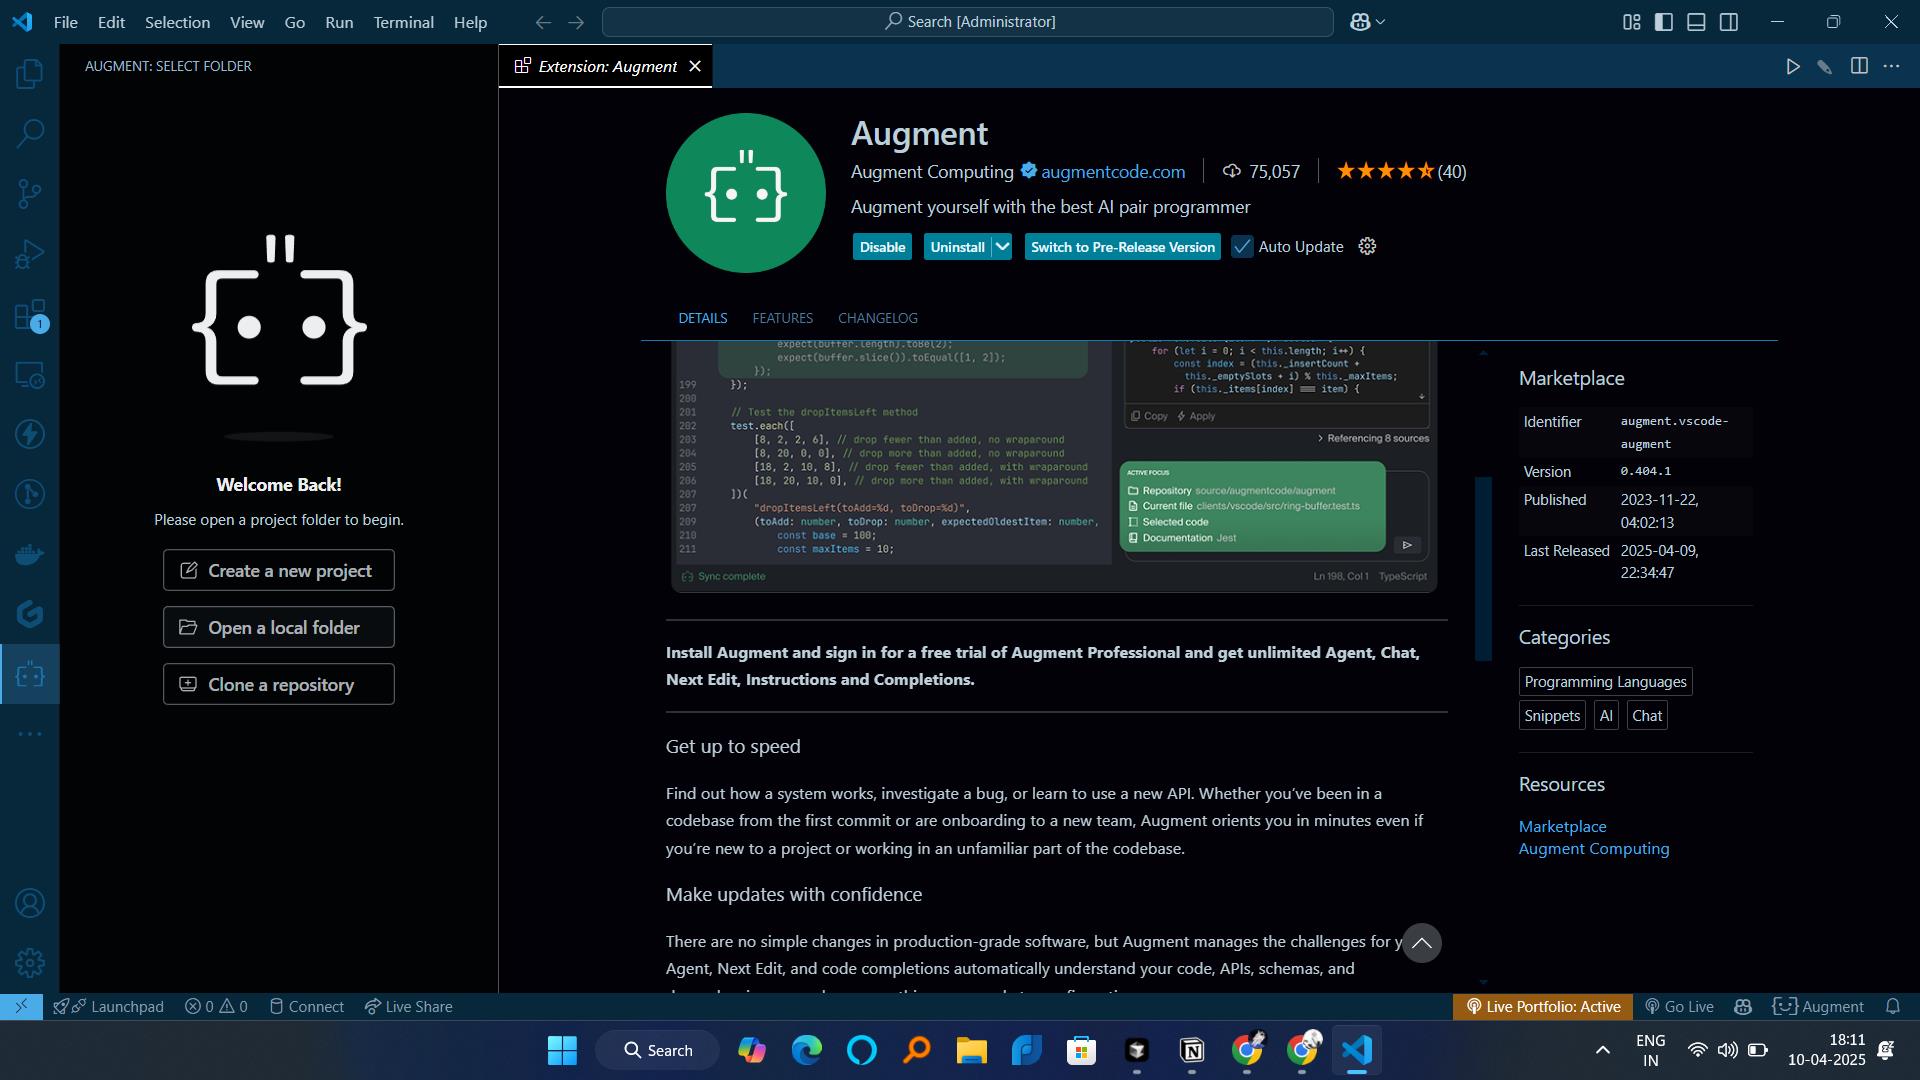 File Edit Selection View Go Run Terminal Help
Search [Administrator]
AUGMENT: SELECT FOLDER
Extension: Augment
1
Welcome Back!
Please open a project folder to begin.
Create a new project
Open a local folder
Clone a repository
Augment
Augment Computing augmentcode.com 75,057 (40)
Augment yourself with the best AI pair programmer
Disable Uninstall Switch to Pre-Release Version Auto Update
DETAILS FEATURES CHANGELOG
expect(buffer.length).toBe(2);
expect(buffer.slice()).toEqual([1, 2]);
});
199 });
200
201 // Test the dropItemsLeft method
202 test.each([
203 [8, 2, 2, 6], // drop fewer than added, no wraparound
204 [8, 20, 0, 0], // drop more than added, no wraparound
205 [18, 2, 10, 8], // drop fewer than added, with wraparound
206 [18, 20, 10, 0], // drop more than added, with wraparound
207 ])(
207 "dropItemsLeft(toAdd=%d, toDrop=%d)",
209 (toAdd: number, toDrop: number, expectedOldestItem: number,
210 const base = 100;
211 const maxItems = 10;
for (let i = 0; i < this.length; i++) {
const index = (this._insertCount +
this._emptySlots + i) % this._maxItems;
if (this._items[index] === item) {
Copy Apply
Referencing 8 sources
ACTIVE FOCUS
Repository source/augmentcode/augment
Current file clients/vscode/src/ring-buffer.test.ts
Selected code
Documentation Jest
Sync complete
Ln 198, Col 1 TypeScript
Install Augment and sign in for a free trial of Augment Professional and get unlimited Agent, Chat,
Next Edit, Instructions and Completions.
Get up to speed
Find out how a system works, investigate a bug, or learn to use a new API. Whether you’ve been in a
codebase from the first commit or are onboarding to a new team, Augment orients you in minutes even if
you’re new to a project or working in an unfamiliar part of the codebase.
Make updates with confidence
There are no simple changes in production-grade software, but Augment manages the challenges for
Agent, Next Edit, and code completions automatically understand your code, APIs, schemas, and
Marketplace
Identifier augment.vscode-
augment
Version 0.404.1
Published 2023-11-22,
04:02:13
Last Released 2025-04-09,
22:34:47
Categories
Programming Languages
Snippets AI Chat
Resources
Marketplace
Augment Computing
Launchpad 0 0 Connect Live Share
Live Portfolio: Active Go Live Augment
Search
ENG
IN
18:11
10-04-2025